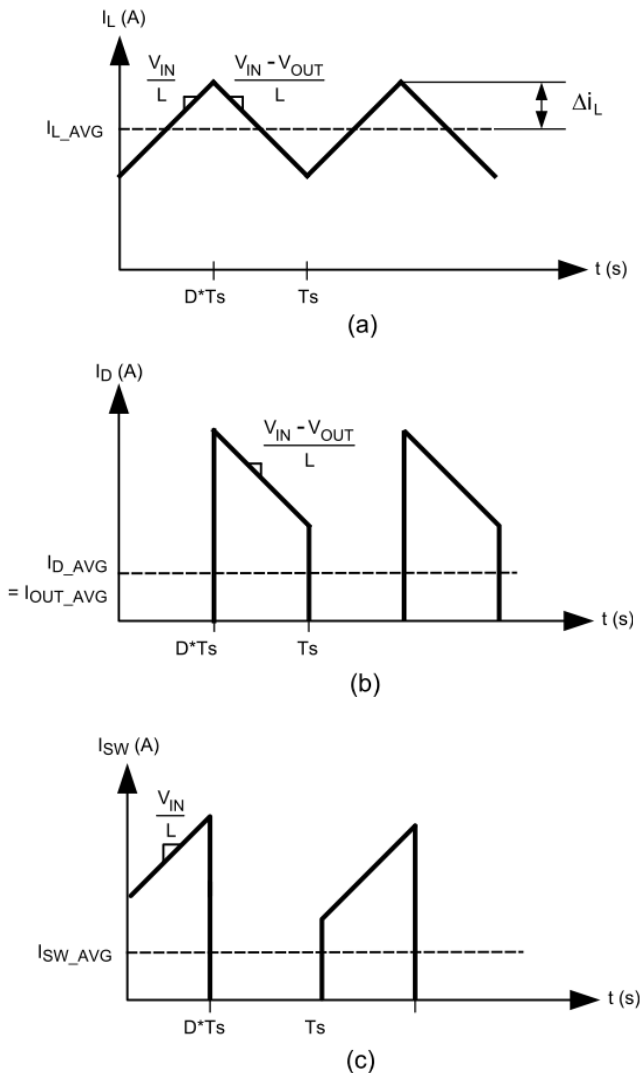 I_L (A)
V_IN
L
V_IN - V_OUT
L
I_L_AVG
Δi_L
D*Ts
Ts
t (s)
(a)
I_D (A)
V_IN - V_OUT
L
I_D_AVG
= I_OUT_AVG
D*Ts
Ts
t (s)
(b)
I_SW (A)
V_IN
L
I_SW_AVG
D*Ts
Ts
t (s)
(c)